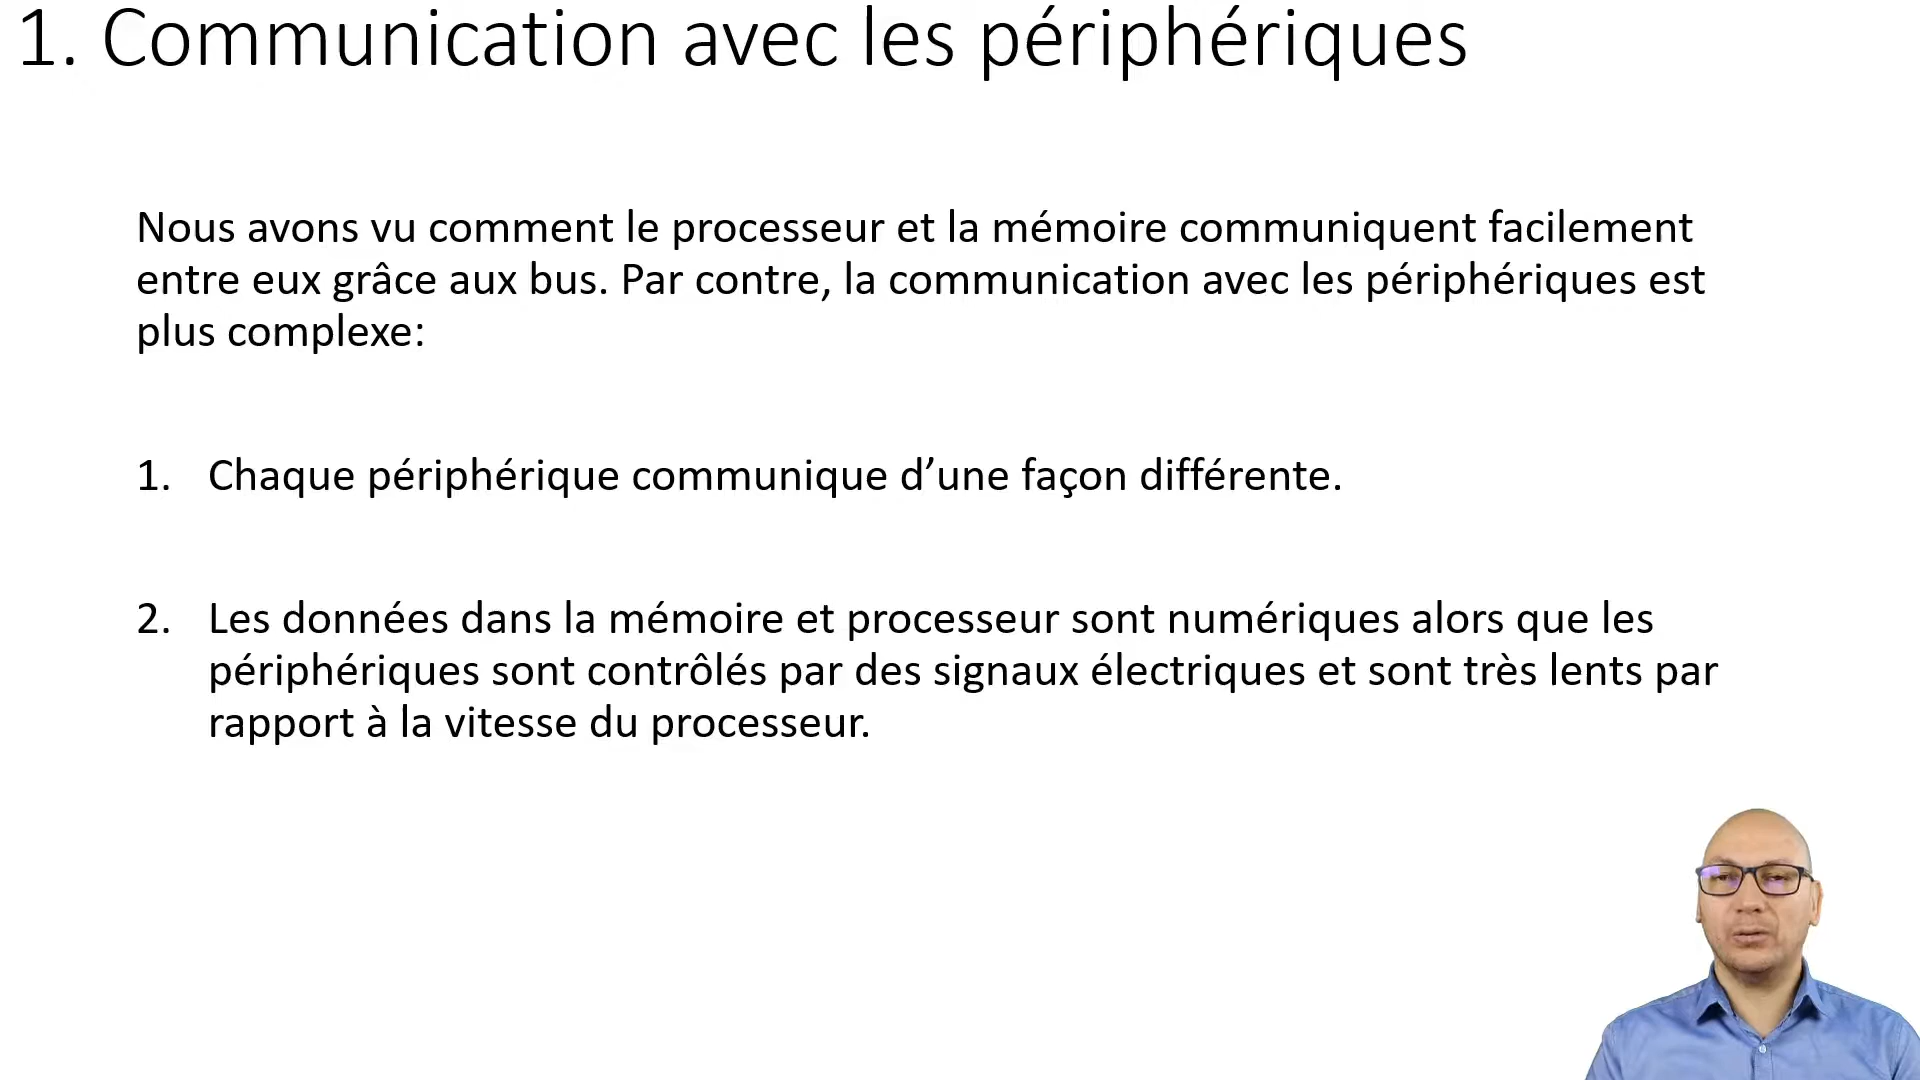 1. Communication avec les périphériques
Nous avons vu comment le processeur et la mémoire communiquent facilement
entre eux grâce aux bus. Par contre, la communication avec les périphériques est
plus complexe:
1. Chaque périphérique communique d’une façon différente.
2. Les données dans la mémoire et processeur sont numériques alors que les
périphériques sont contrôlés par des signaux électriques et sont très lents par
rapport à la vitesse du processeur.